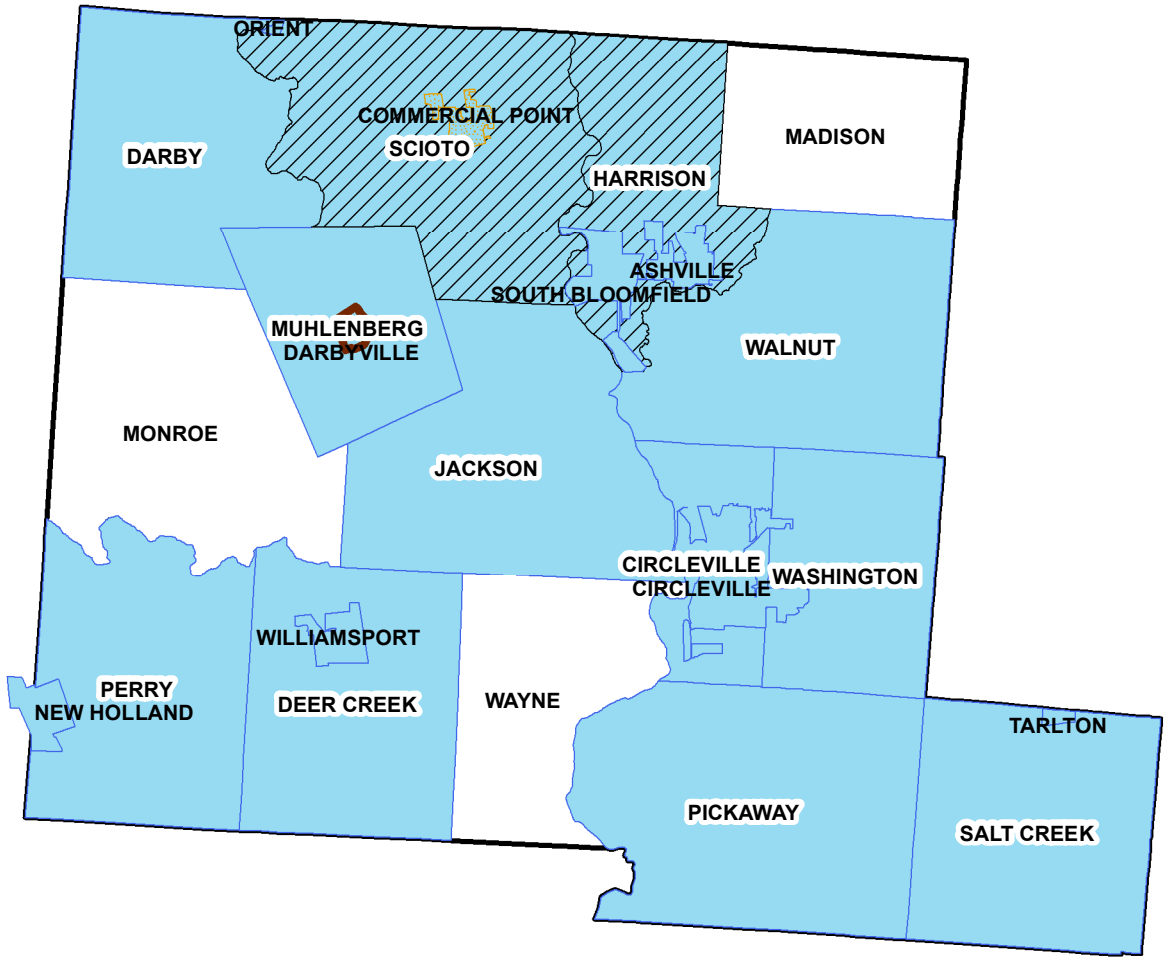 ORIENT
COMMERCIAL POINT
MADISON
SCIOTO
DARBY
HARRISON
ASHVILLE
SOUTH BLOOMFIELD
MUHLENBERG
DARBYVILLE
WALNUT
MONROE
JACKSON
CIRCLEVILLE
WASHINGTON
CIRCLEVILLE
WILLIAMSPORT
PERRY
NEW HOLLAND
DEER CREEK
WAYNE
TARLTON
PICKAWAY
SALT CREEK